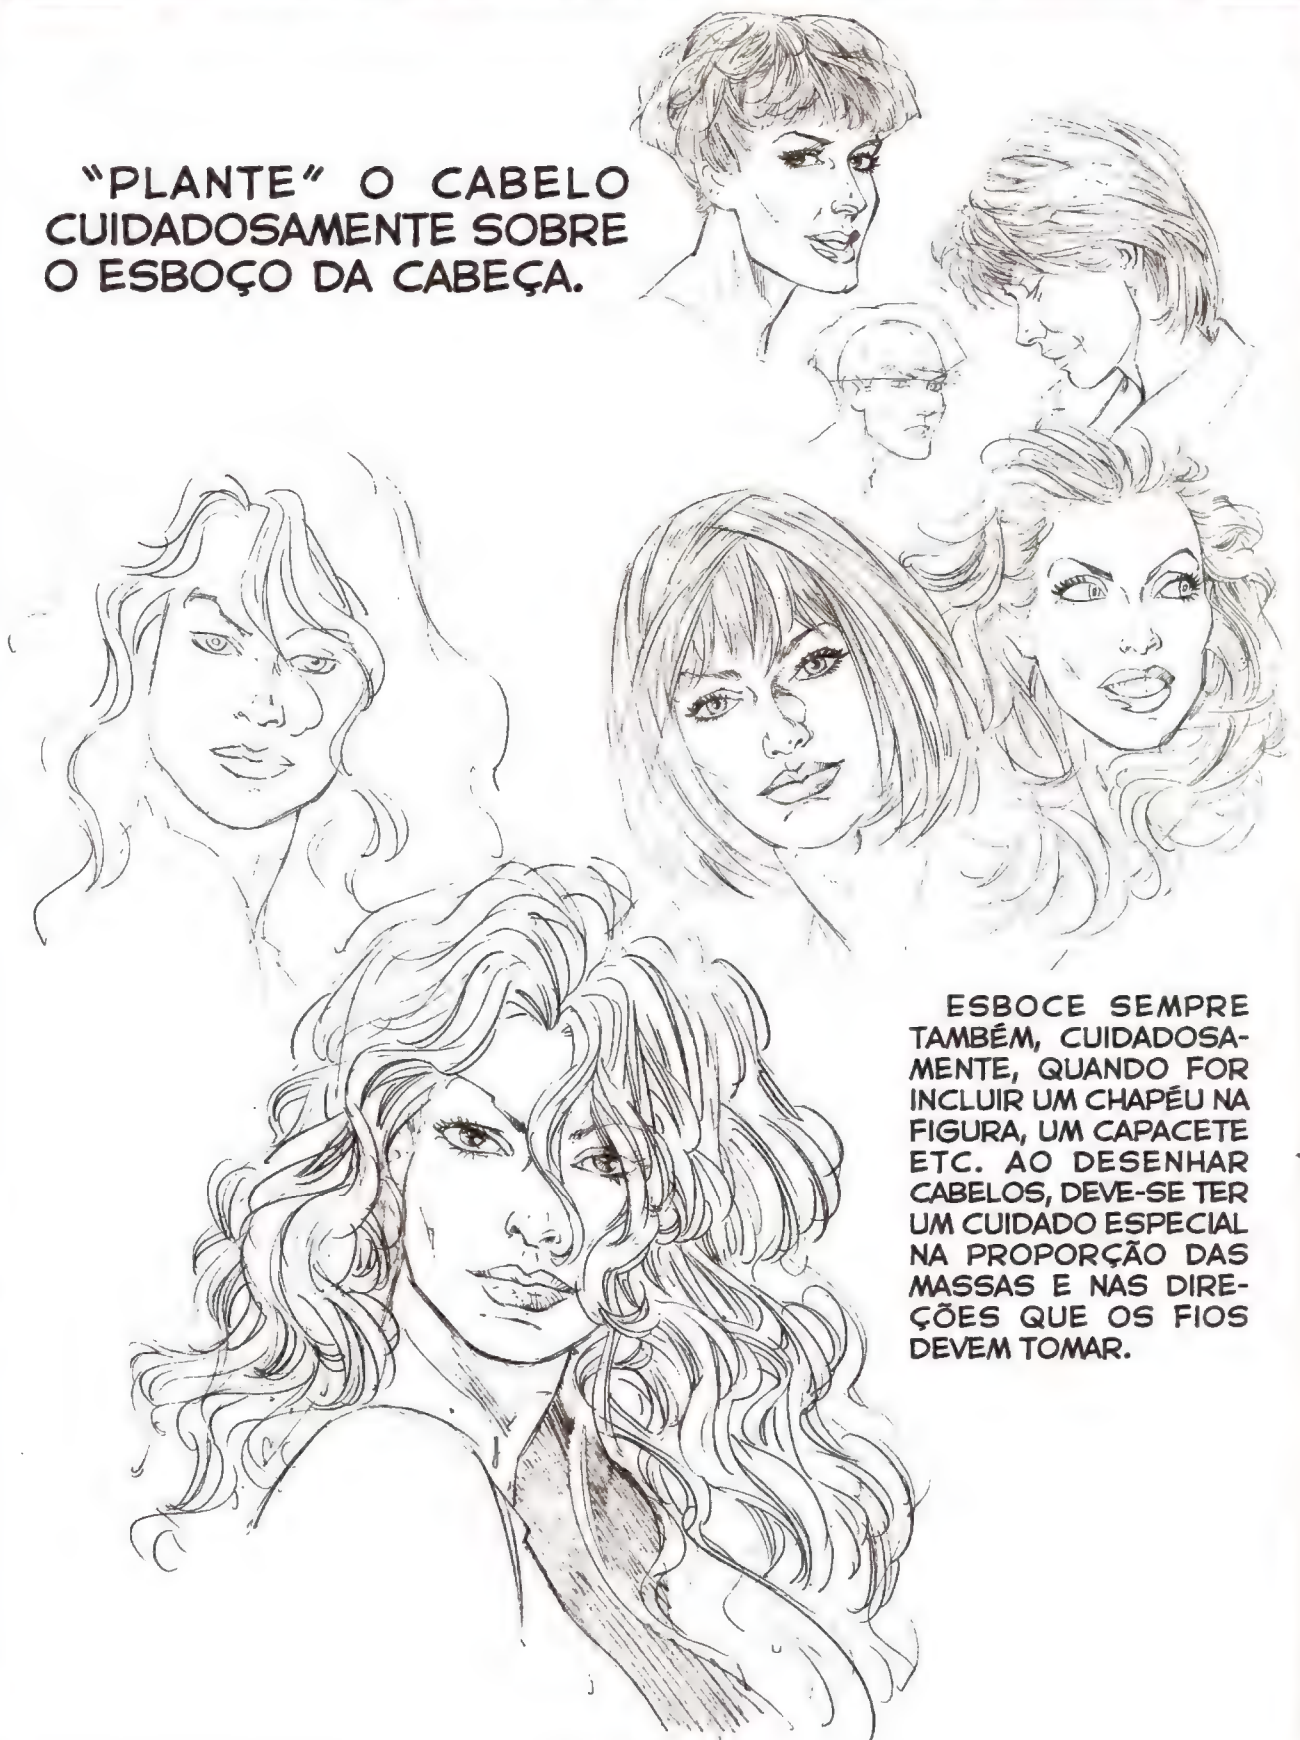 "PLANTE" O CABELO
CUIDADOSAMENTE SOBRE
O ESBOÇO DA CABEÇA.
ESBOCE SEMPRE
TAMBÉM, CUIDADOSA-
MENTE, QUANDO FOR
INCLUIR UM CHAPÉU NA
FIGURA, UM CAPACETE
ETC. AO DESENHAR
CABELOS, DEVE-SE TER
UM CUIDADO ESPECIAL
NA PROPORÇÃO DAS
MASSAS E NAS DIRE-
ÇÕES QUE OS FIOS
DEVEM TOMAR.